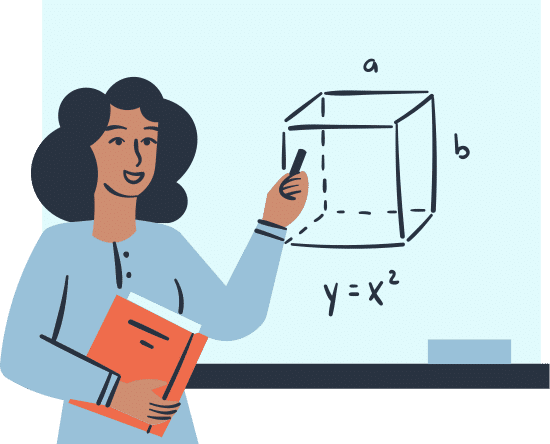 a
b
y = x²